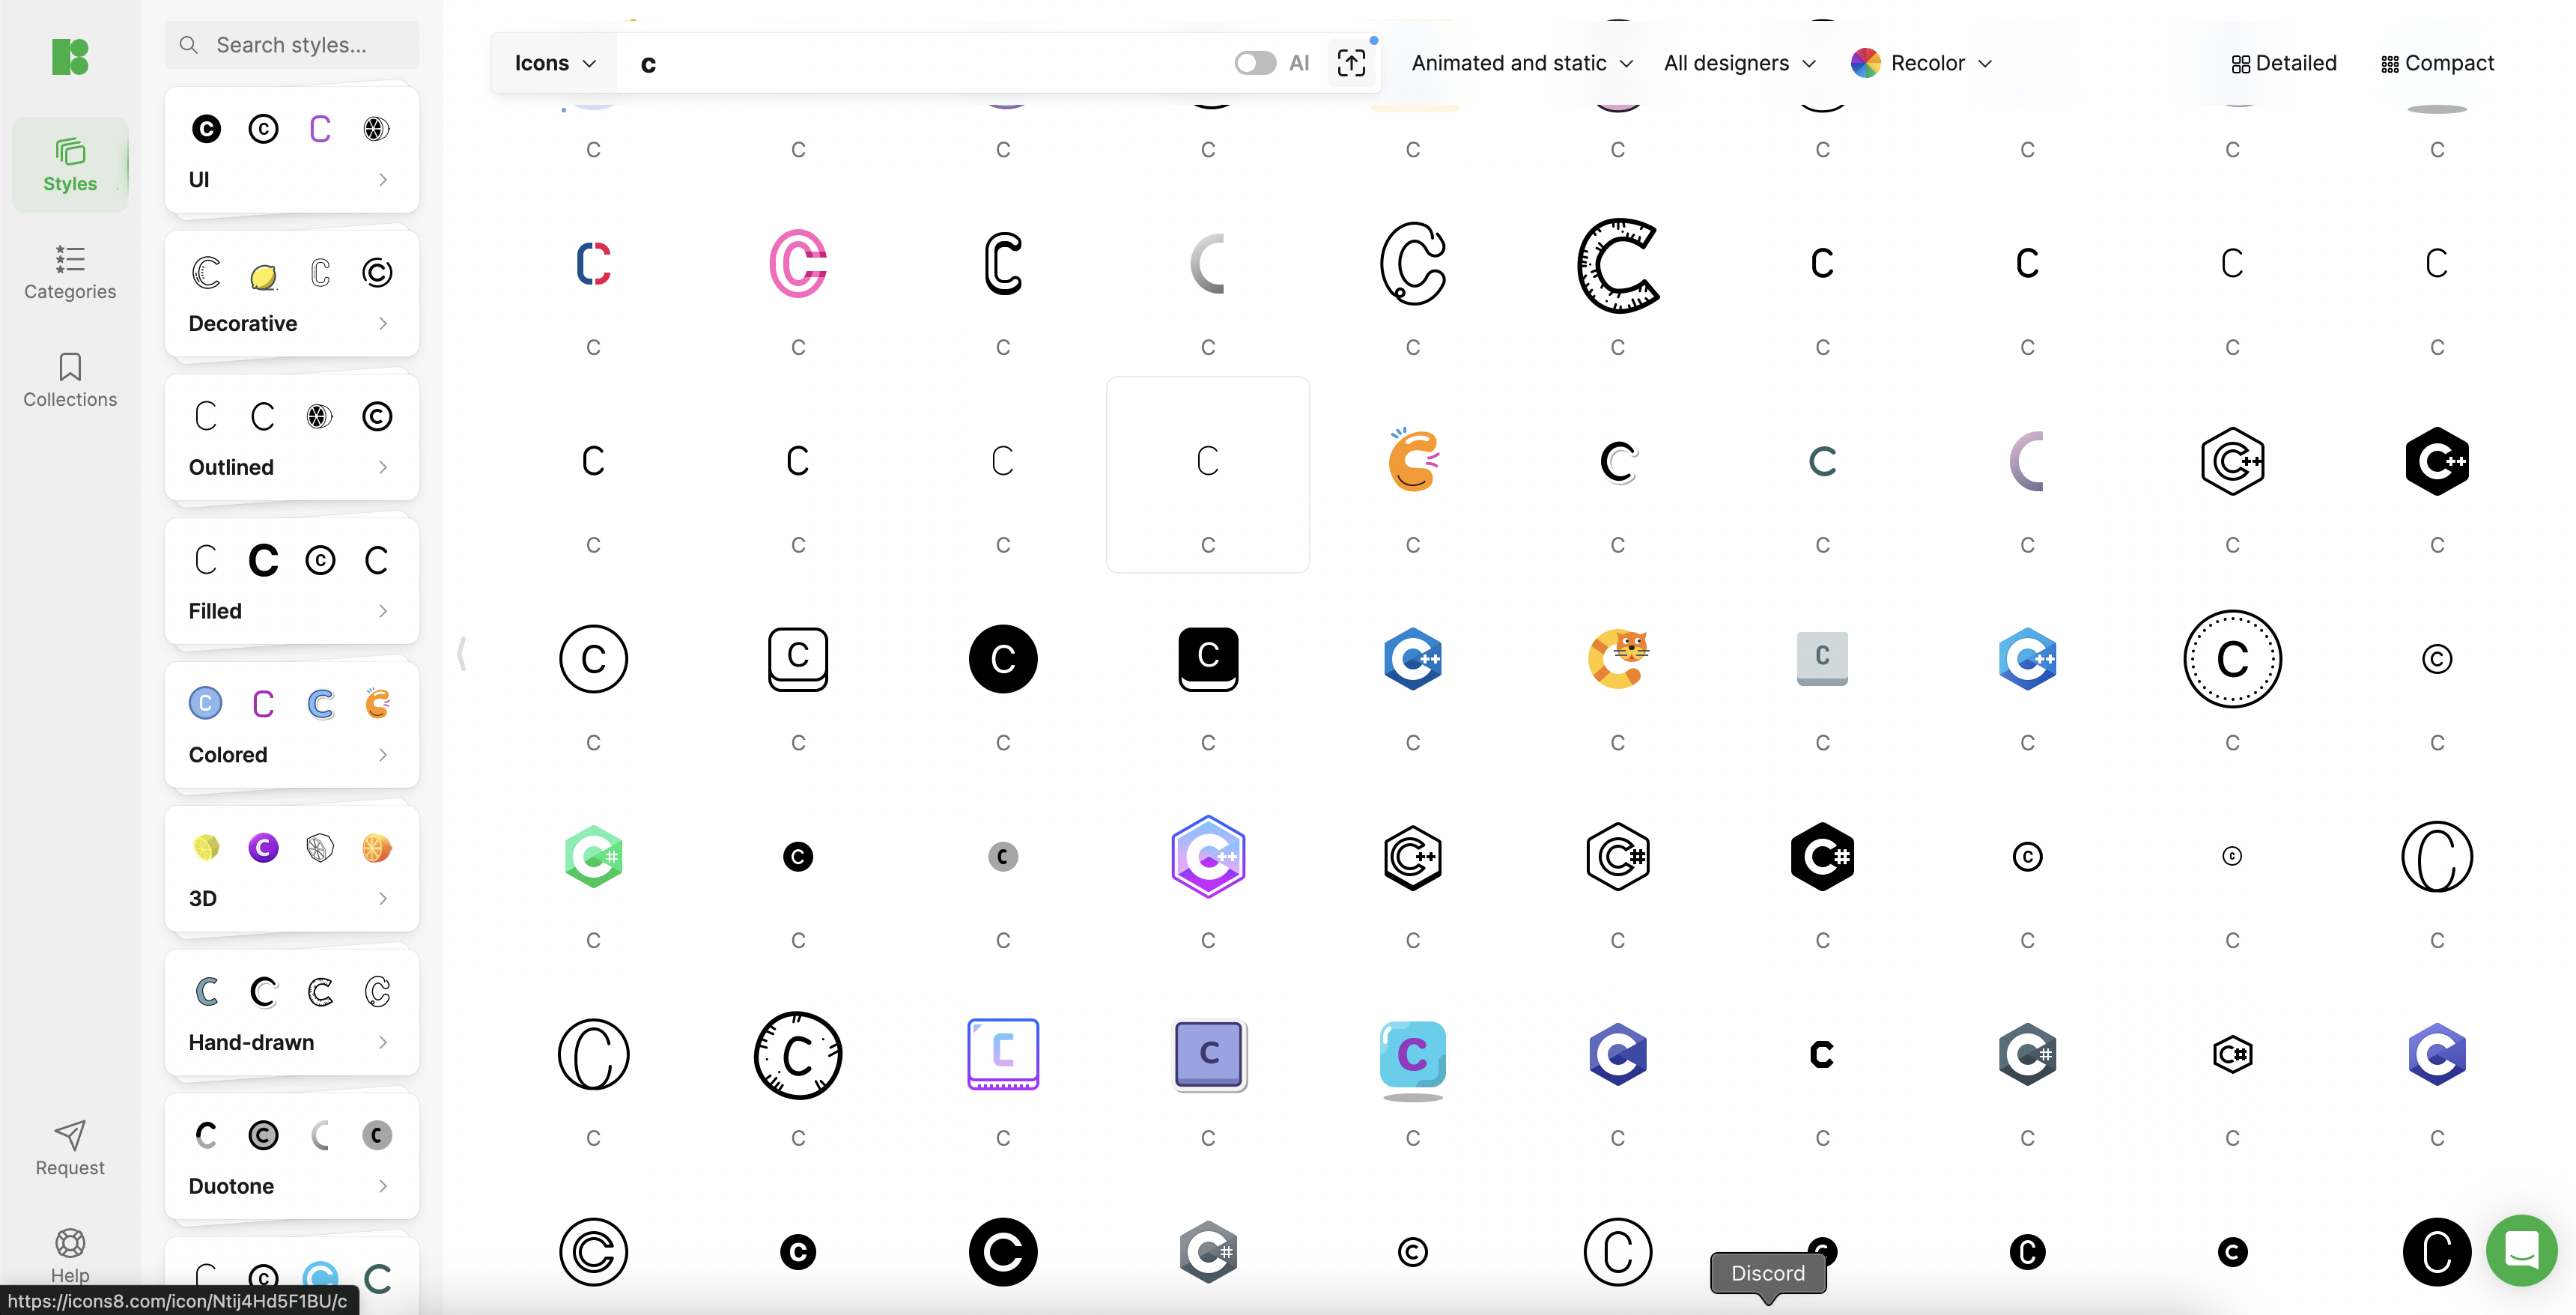 Search styles...
Icons
c
AI
Animated and static
All designers
Recolor
Detailed
Compact
Styles
Categories
Collections
Request
Help
UI
Decorative
Outlined
Filled
Colored
3D
Hand-drawn
Duotone
C C C C C C C C C C
C C C C C C C C C C
C C C C C C C C C C
C C C C C C C C C C
C C C C C C C C C C
C C C C C C C C C C
Discord
https://icons8.com/icon/Ntij4Hd5F1BU/c